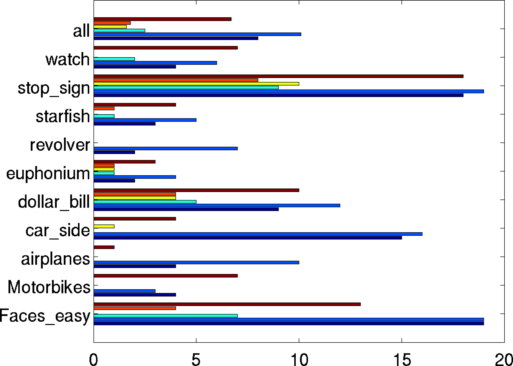 all
watch
stop_sign
starfish
revolver
euphonium
dollar_bill
car_side
airplanes
Motorbikes
Faces_easy
0 5 10 15 20